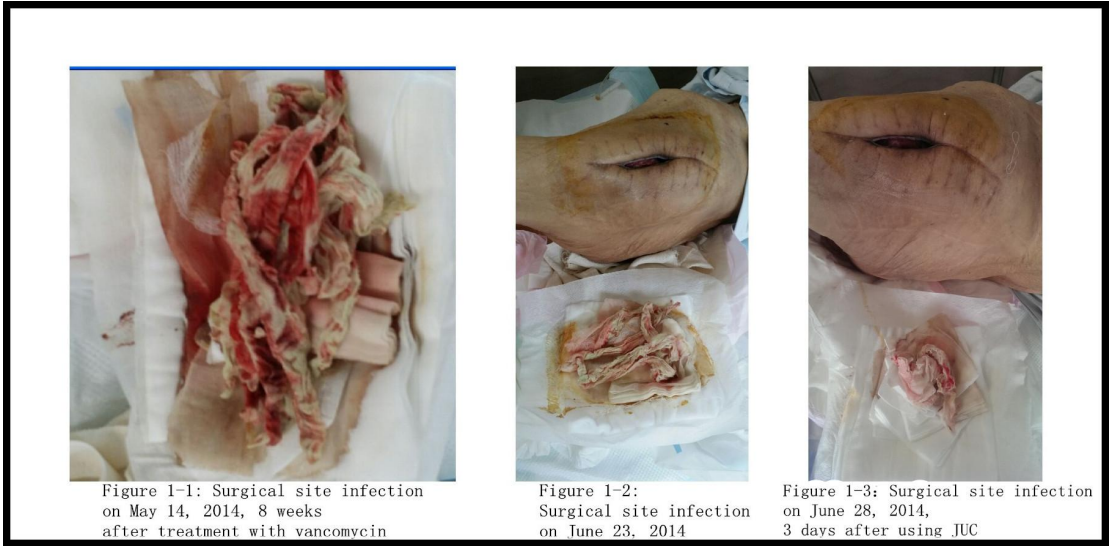 Figure 1-1: Surgical site infection
on May 14, 2014, 8 weeks
after treatment with vancomycin
Figure 1-2:
Surgical site infection
on June 23, 2014
Figure 1-3: Surgical site infection
on June 28, 2014,
3 days after using JUC